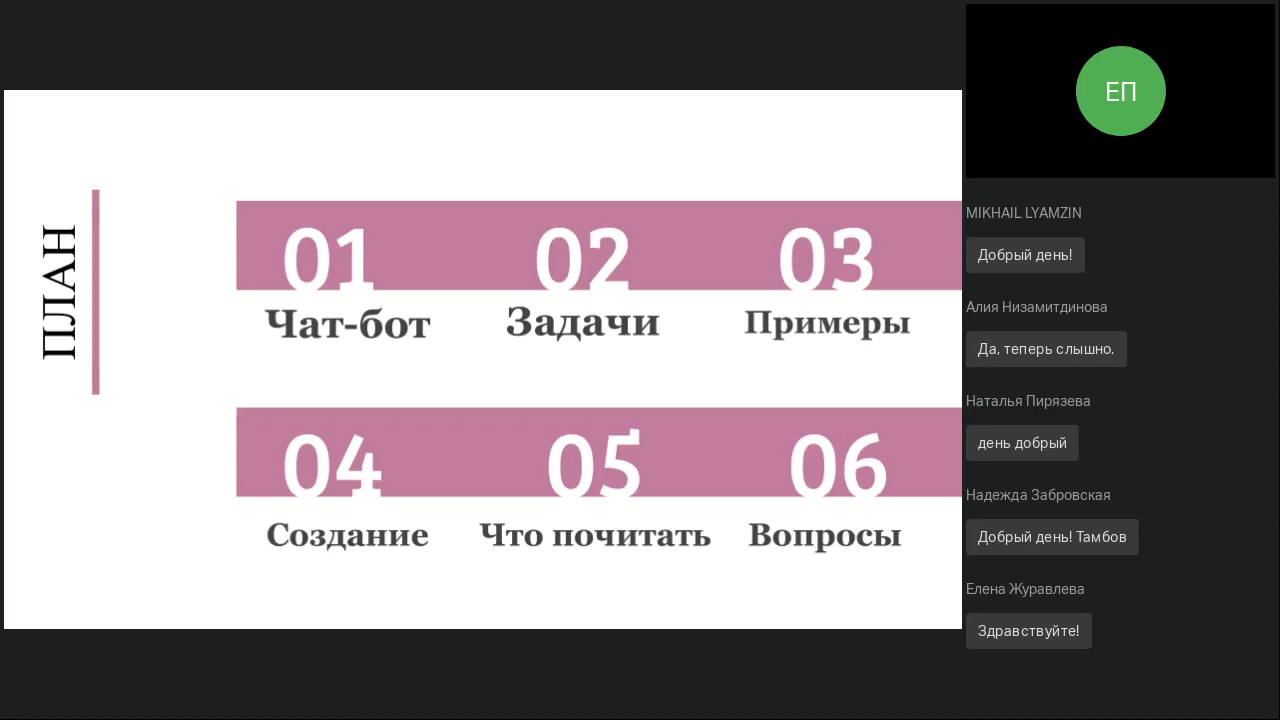 ПЛАН
01 02 03
Чат-бот Задачи Примеры
04 05 06
Создание Что почитать Вопросы
ЕП
MIKHAIL LYAMZIN
Добрый день!
Алия Низамитдинова
Да, теперь слышно.
Наталья Пирязева
день добрый
Надежда Забровская
Добрый день! Тамбов
Елена Журавлева
Здравствуйте!